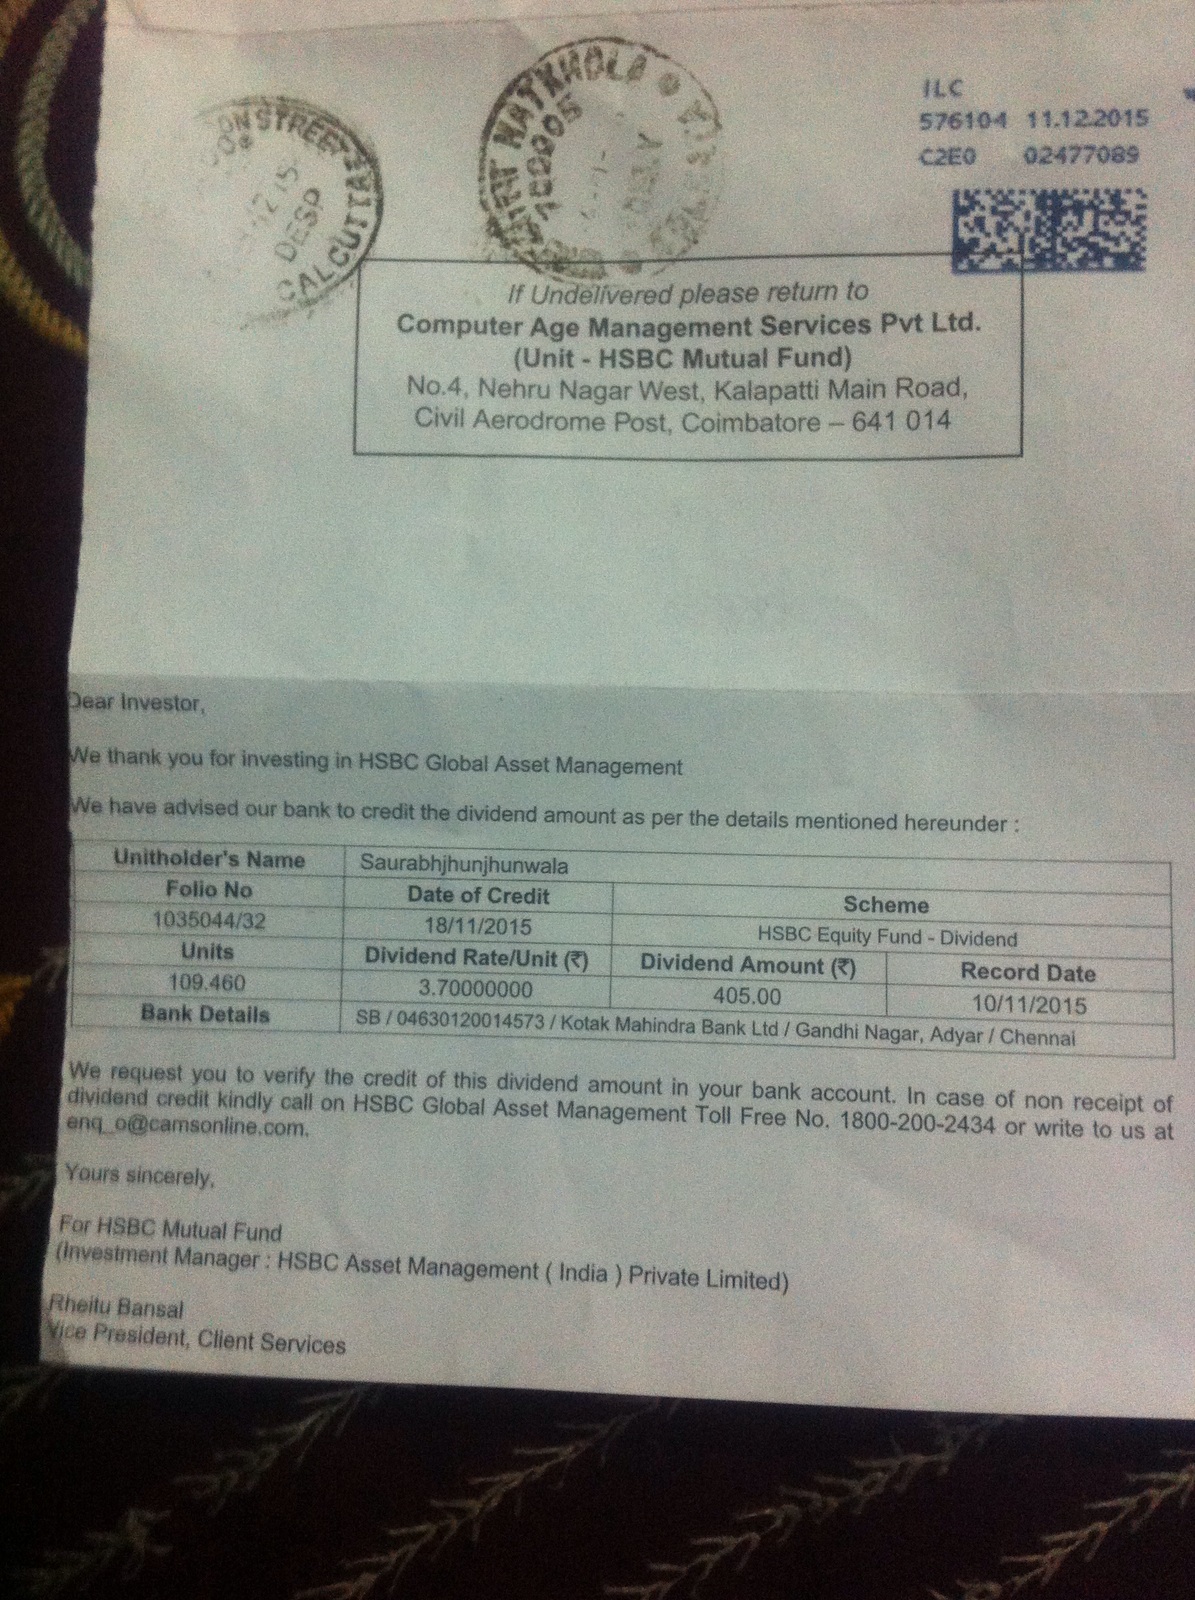 ON STREET
CALCUTTA
DESP
HATKHOLA
700005
ILC
576104 11.12.2015
C2E0 02477089
If Undelivered please return to
Computer Age Management Services Pvt Ltd.
(Unit - HSBC Mutual Fund)
No.4, Nehru Nagar West, Kalapatti Main Road,
Civil Aerodrome Post, Coimbatore – 641 014
Dear Investor,
We thank you for investing in HSBC Global Asset Management
We have advised our bank to credit the dividend amount as per the details mentioned hereunder :
Unitholder's Name Saurabhjhunjhunwala
Folio No Date of Credit Scheme
1035044/32 18/11/2015 HSBC Equity Fund - Dividend
Units Dividend Rate/Unit (₹) Dividend Amount (₹) Record Date
109.460 3.70000000 405.00 10/11/2015
Bank Details SB / 04630120014573 / Kotak Mahindra Bank Ltd / Gandhi Nagar, Adyar / Chennai
We request you to verify the credit of this dividend amount in your bank account. In case of non receipt of
dividend credit kindly call on HSBC Global Asset Management Toll Free No. 1800-200-2434 or write to us at
enq_o@camsonline.com.
Yours sincerely,
For HSBC Mutual Fund
(Investment Manager : HSBC Asset Management ( India ) Private Limited)
Rheitu Bansal
Vice President, Client Services